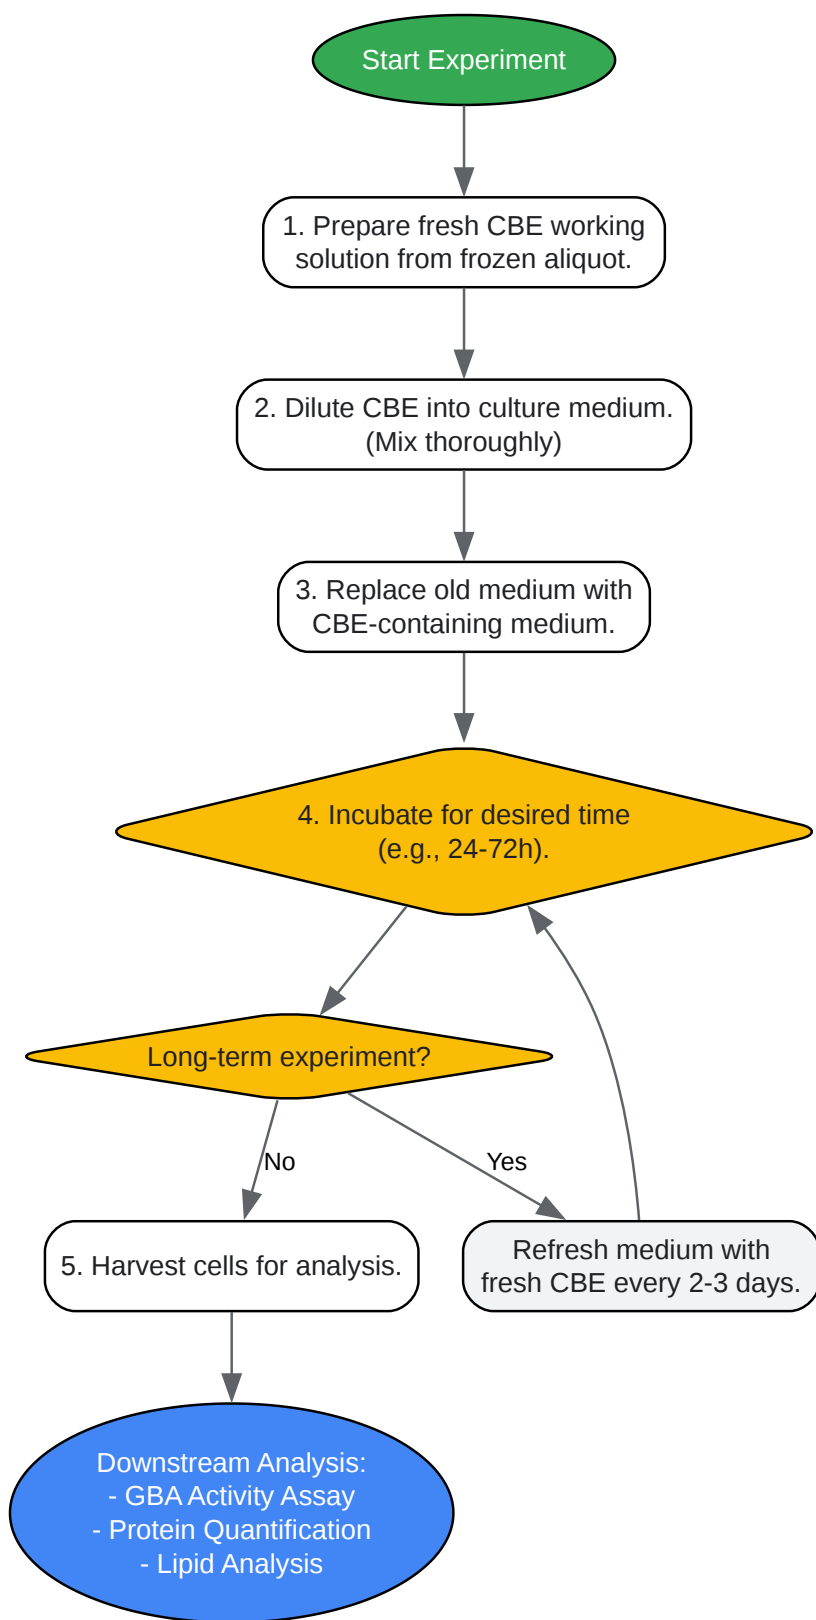 Start Experiment
1. Prepare fresh CBE working
solution from frozen aliquot.
2. Dilute CBE into culture medium.
(Mix thoroughly)
3. Replace old medium with
CBE-containing medium.
4. Incubate for desired time
(e.g., 24-72h).
Long-term experiment?
No
Yes
5. Harvest cells for analysis.
Refresh medium with
fresh CBE every 2-3 days.
Downstream Analysis:
- GBA Activity Assay
- Protein Quantification
- Lipid Analysis